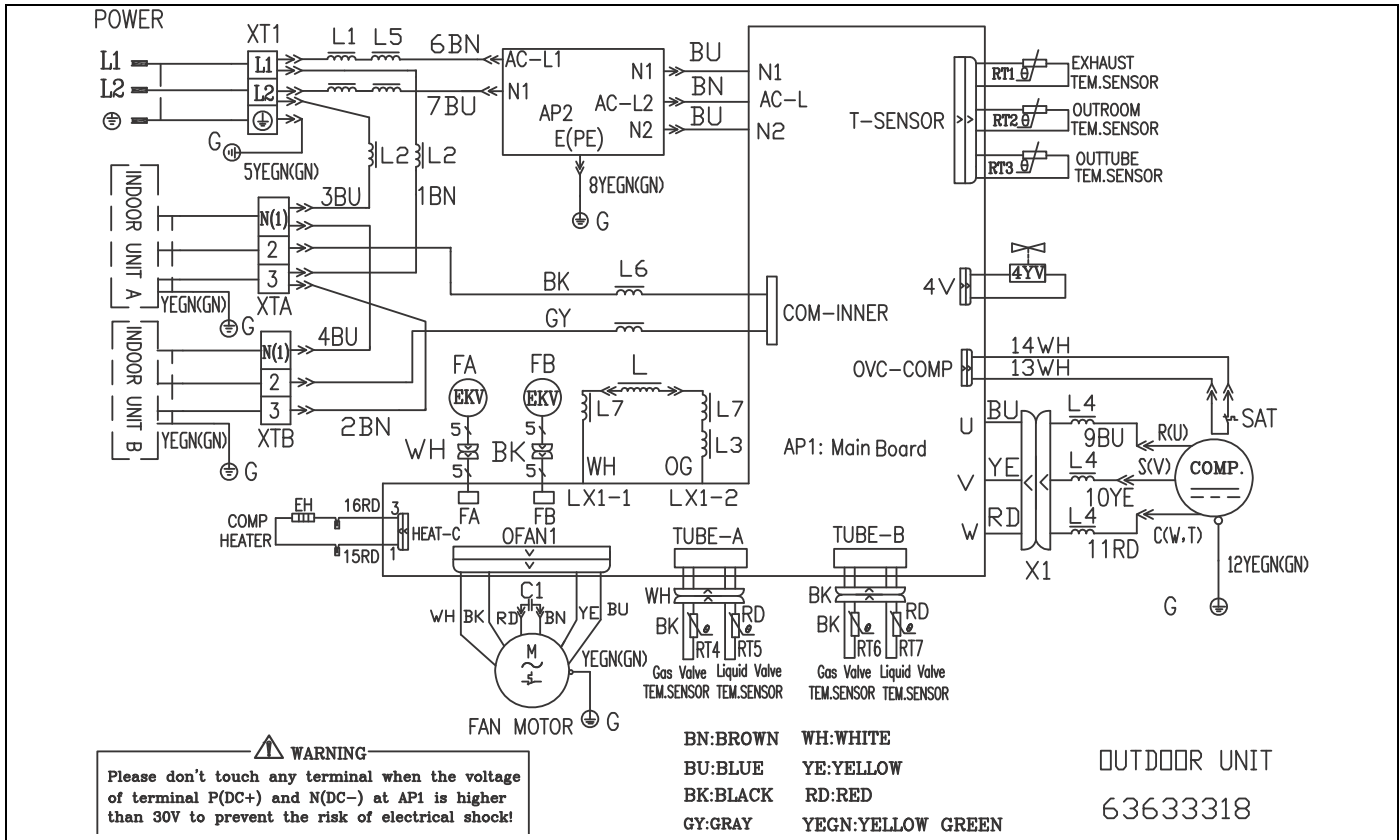 POWER
XT1
L1
L2
L1
L2
L1 L5
6BN
7BU
AC-L1
N1
AP2
E(PE)
N1
AC-L2
N2
BU
BN
BU
N1
AC-L
N2
8YEGN(GN)
G
G
5YEGN(GN)
L2
L2
3BU
1BN
INDOOR UNIT A
N(1)
2
3
XTA
YEGN(GN)
G
INDOOR UNIT B
N(1)
2
3
XTB
YEGN(GN)
G
4BU
2BN
BK
L6
GY
COM-INNER
T-SENSOR
RT1 θ
EXHAUST
TEM.SENSOR
RT2 θ
OUTROOM
TEM.SENSOR
RT3 θ
OUTTUBE
TEM.SENSOR
4V
4YV
OVC-COMP
14WH
13WH
SAT
AP1: Main Board
U
V
W
BU
YE
RD
X1
L4
9BU
L4
10YE
L4
11RD
R(U)
S(V)
C(W,T)
COMP.
12YEGN(GN)
G
FA
EKV
5
WH
5
FA
FB
EKV
5
BK
5
FB
L
L7
L7
L3
WH
OG
LX1-1
LX1-2
COMP
HEATER
EH
16RD
15RD
3
1
HEAT-C
OFAN1
WH
BK
RD
C1
BN
YE
BU
M
YEGN(GN)
G
FAN MOTOR
TUBE-A
WH
BK
RD
θ
θ
RT4
RT5
Gas Valve
TEM.SENSOR
Liquid Valve
TEM.SENSOR
TUBE-B
BK
BK
RD
θ
θ
RT6
RT7
Gas Valve
TEM.SENSOR
Liquid Valve
TEM.SENSOR
WARNING
Please don't touch any terminal when the voltage
of terminal P(DC+) and N(DC-) at AP1 is higher
than 30V to prevent the risk of electrical shock!
BN:BROWN WH:WHITE
BU:BLUE YE:YELLOW
BK:BLACK RD:RED
GY:GRAY YEGN:YELLOW GREEN
OUTDOOR UNIT
63633318